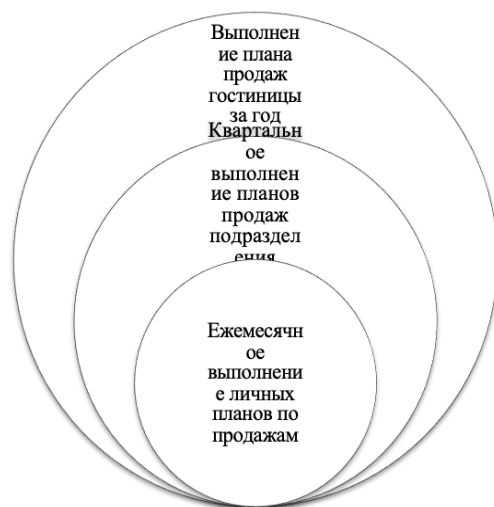 Выполнен
ие плана
продаж
гостиницы
за год
Квартальн
ое
выполнен
ие планов
продаж
подраздел
ения
Ежемесячн
ое
выполнени
е личных
планов по
продажам